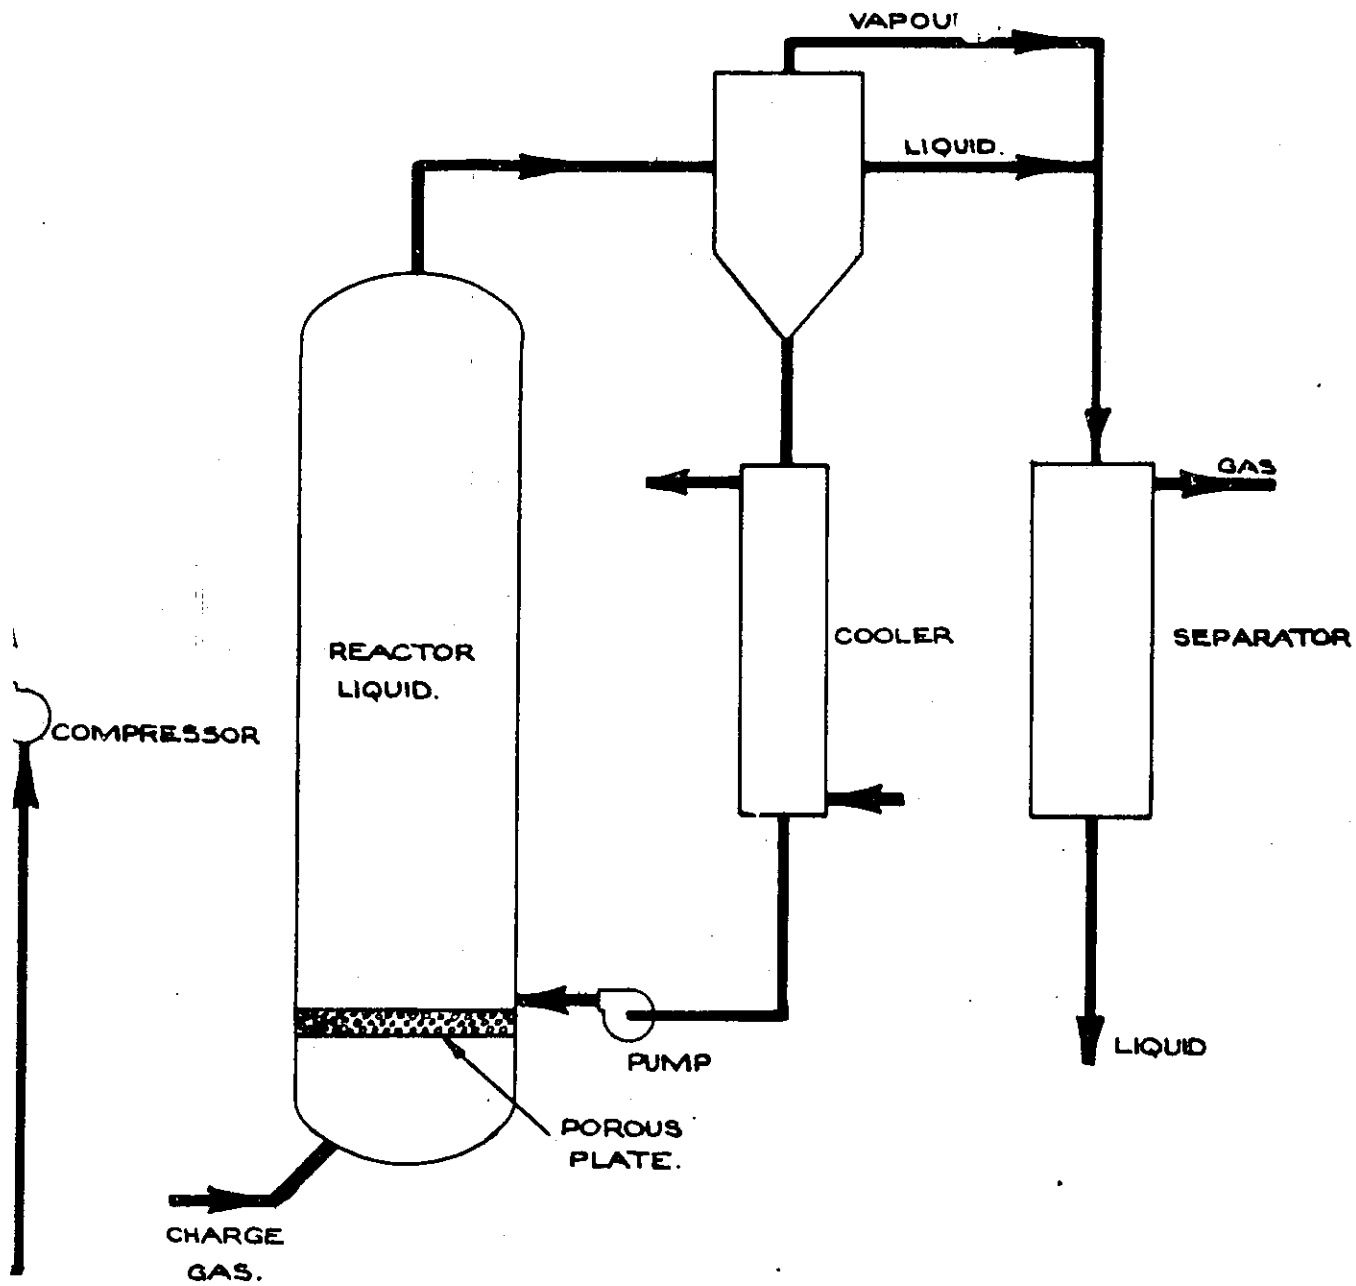 VAPOU
LIQUID.
GAS
REACTOR
LIQUID.
COOLER
SEPARATOR
COMPRESSOR
LIQUID
PUMP
POROUS
PLATE.
CHARGE
GAS.